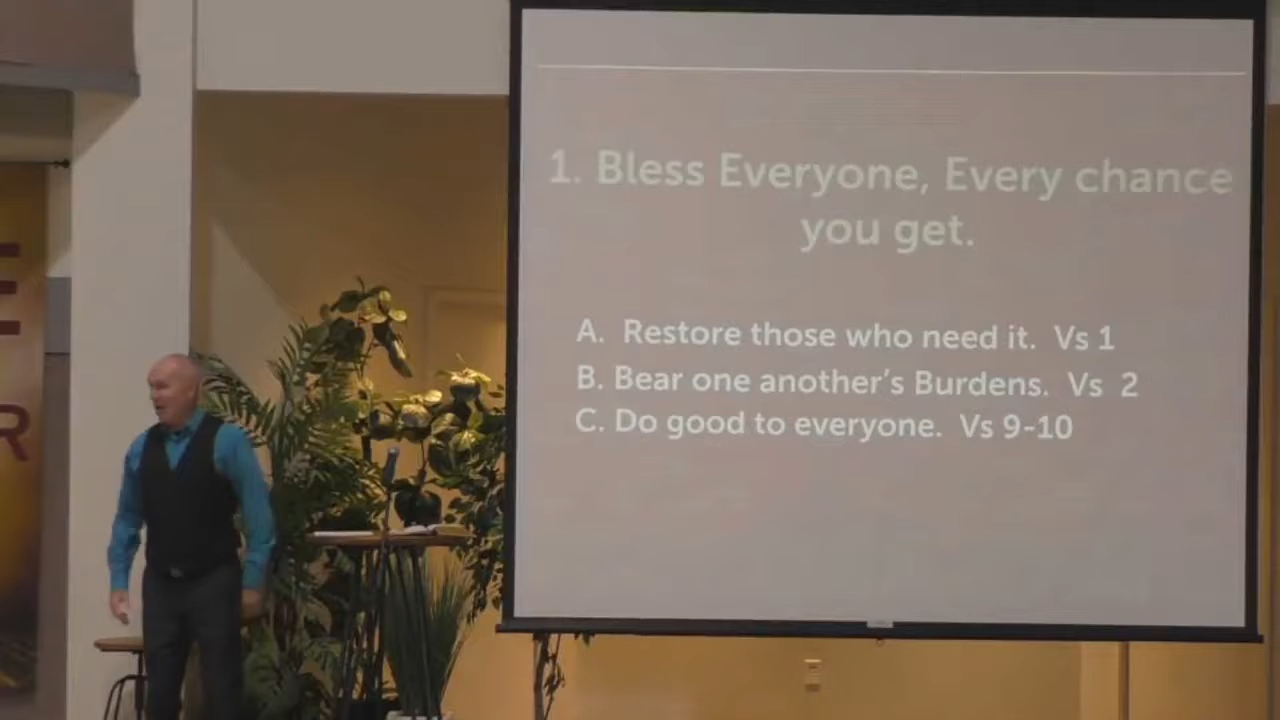 1. Bless Everyone, Every chance
you get.
A. Restore those who need it. Vs 1
B. Bear one another's Burdens. Vs 2
C. Do good to everyone. Vs 9-10